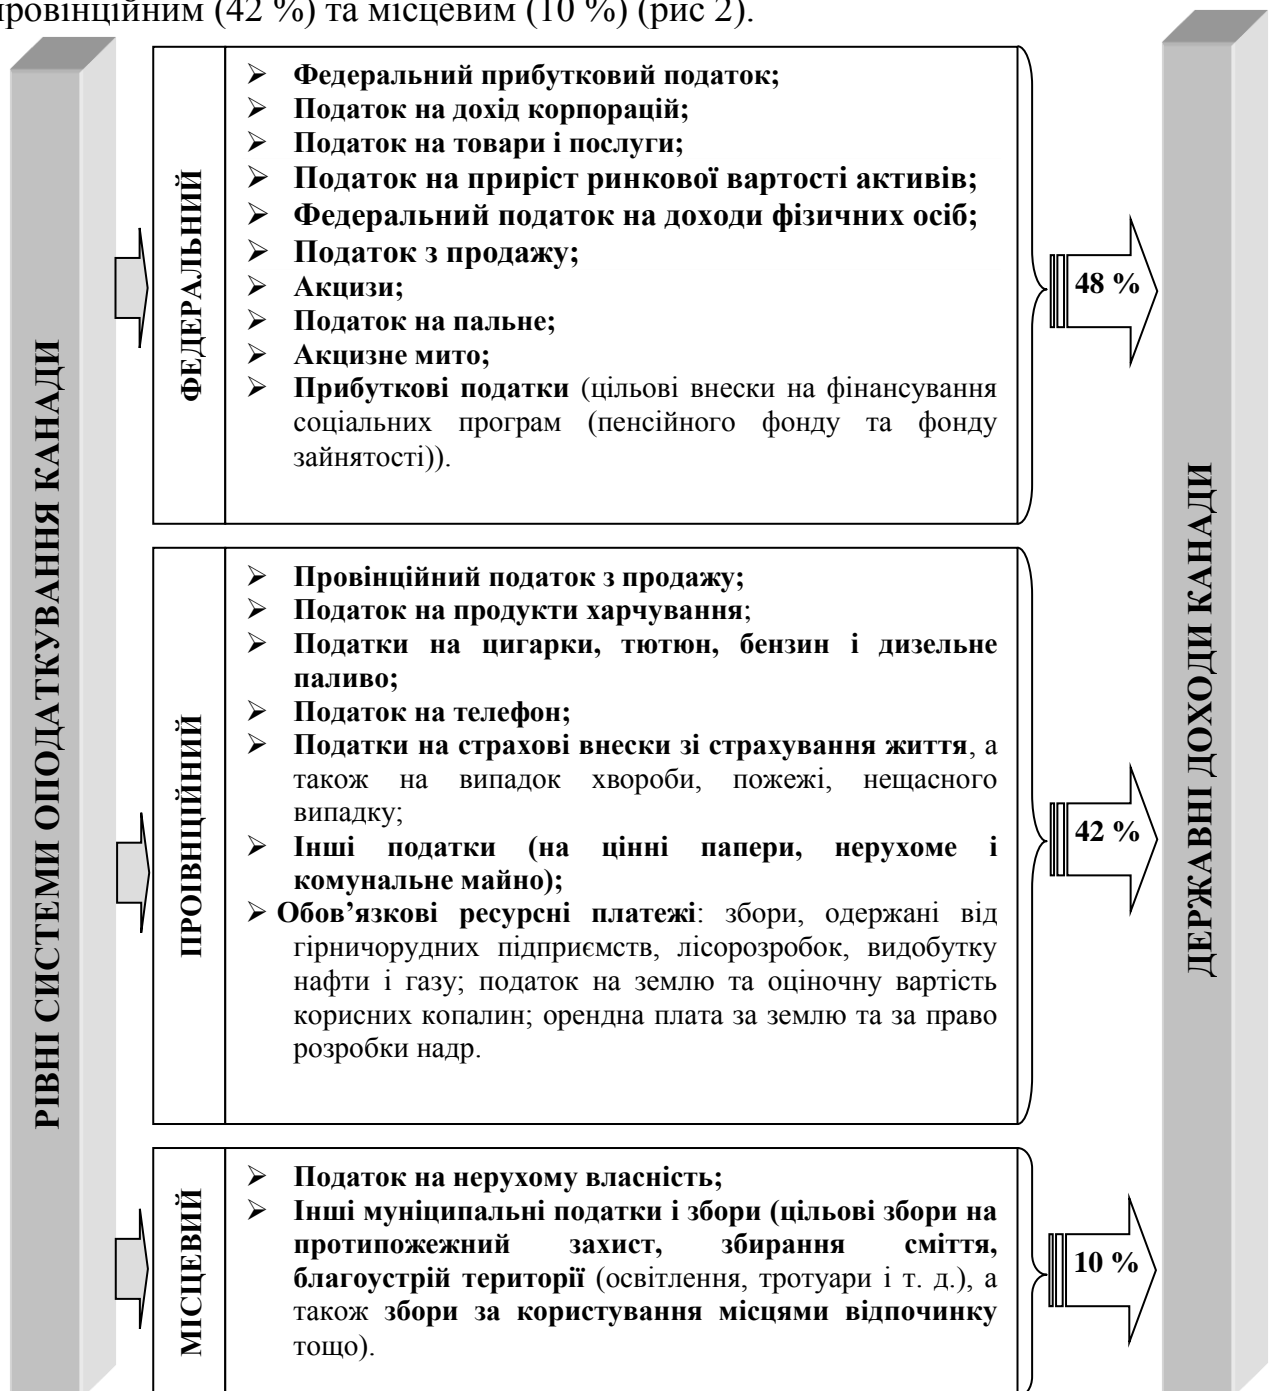 провінційним (42 %) та місцевим (10 %) (рис 2).
РІВНІ СИСТЕМИ ОПОДАТКУВАННЯ КАНАДИ
ФЕДЕРАЛЬНИЙ
➢ Федеральний прибутковий податок;
➢ Податок на дохід корпорацій;
➢ Податок на товари і послуги;
➢ Податок на приріст ринкової вартості активів;
➢ Федеральний податок на доходи фізичних осіб;
➢ Податок з продажу;
➢ Акцизи;
➢ Податок на пальне;
➢ Акцизне мито;
➢ Прибуткові податки (цільові внески на фінансування
соціальних програм (пенсійного фонду та фонду
зайнятості)).
48 %
ПРОІВНЦІЙНИЙ
➢ Провінційний податок з продажу;
➢ Податок на продукти харчування;
➢ Податки на цигарки, тютюн, бензин і дизельне
паливо;
➢ Податок на телефон;
➢ Податки на страхові внески зі страхування життя, а
також на випадок хвороби, пожежі, нещасного
випадку;
➢ Інші податки (на цінні папери, нерухоме і
комунальне майно);
➢ Обов’язкові ресурсні платежі: збори, одержані від
гірничорудних підприємств, лісорозробок, видобутку
нафти і газу; податок на землю та оціночну вартість
корисних копалин; орендна плата за землю та за право
розробки надр.
42 %
МІСЦЕВИЙ
➢ Податок на нерухому власність;
➢ Інші муніципальні податки і збори (цільові збори на
протипожежний захист, збирання сміття,
благоустрій території (освітлення, тротуари і т. д.), а
також збори за користування місцями відпочинку
тощо).
10 %
ДЕРЖАВНІ ДОХОДИ КАНАДИ